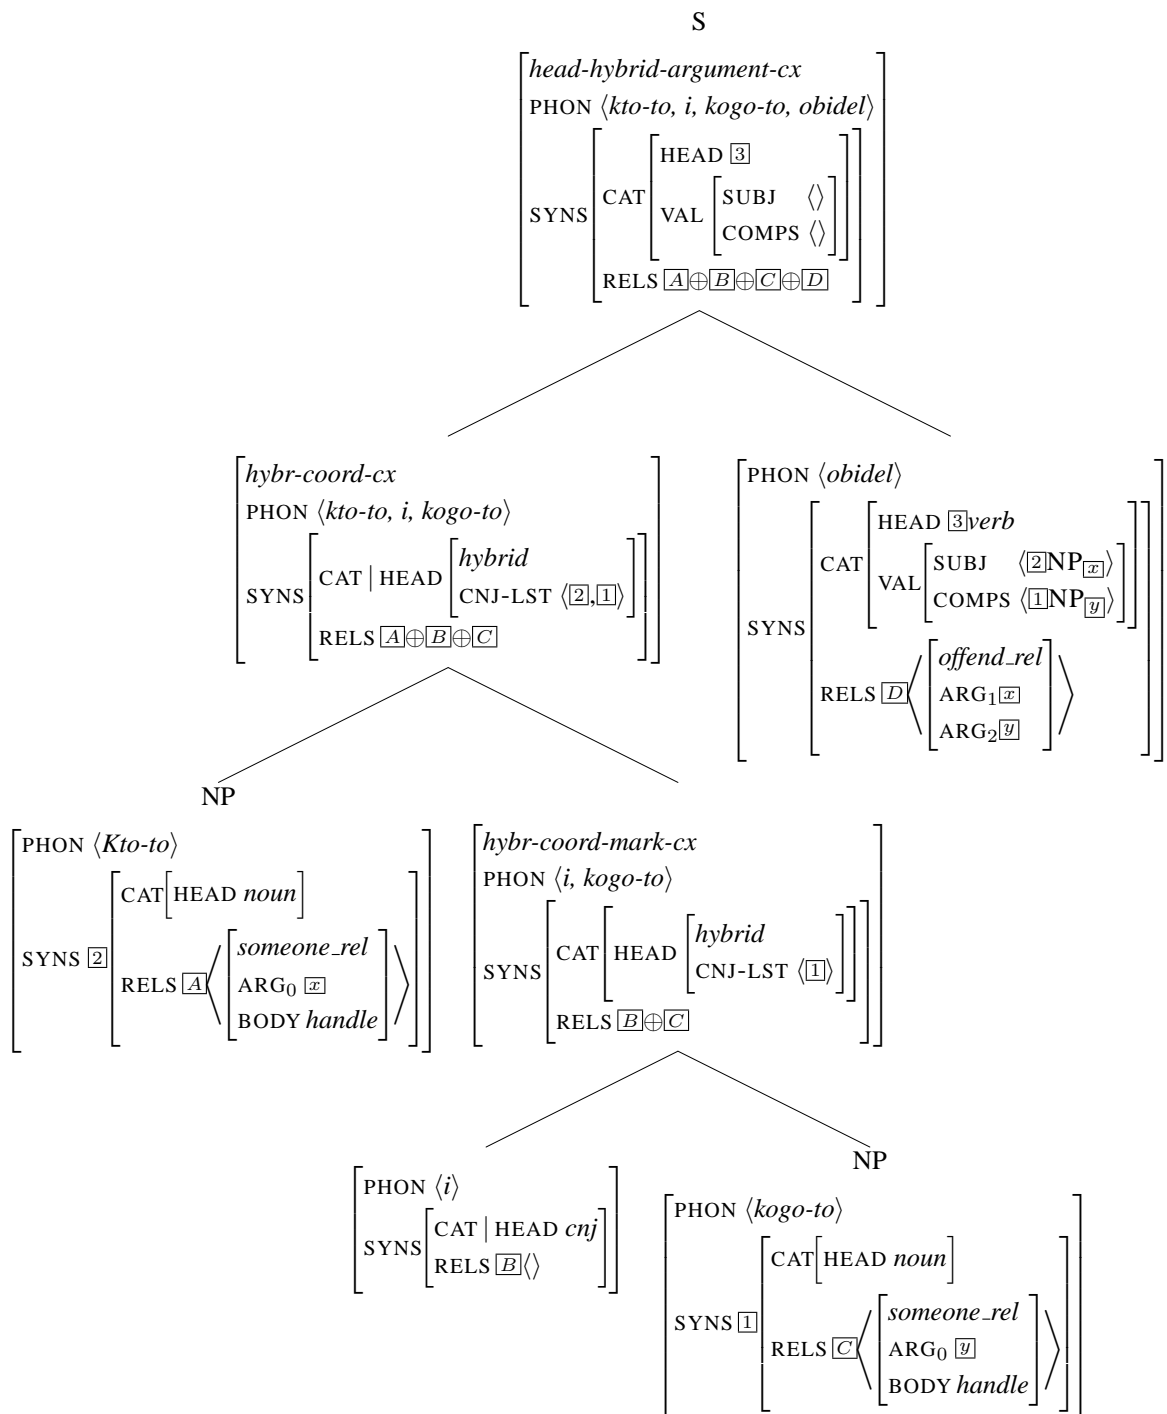 S
head-hybrid-argument-cx
PHON ⟨kto-to, i, kogo-to, obidel⟩
HEAD 3
SYNS CAT VAL SUBJ ⟨⟩
COMPS ⟨⟩
RELS A⊕B⊕C⊕D
hybr-coord-cx
PHON ⟨kto-to, i, kogo-to⟩
SYNS CAT | HEAD hybrid
CNJ-LST ⟨2,1⟩
RELS A⊕B⊕C
PHON ⟨obidel⟩
HEAD 3verb
SYNS CAT VAL SUBJ ⟨2NPx⟩
COMPS ⟨1NPy⟩
RELS D⟨offend_rel
ARG1 x
ARG2 y⟩
NP
PHON ⟨Kto-to⟩
SYNS 2 CAT[HEAD noun]
RELS A⟨someone_rel
ARG0 x
BODY handle⟩
hybr-coord-mark-cx
PHON ⟨i, kogo-to⟩
SYNS CAT HEAD hybrid
CNJ-LST ⟨1⟩
RELS B⊕C
PHON ⟨i⟩
SYNS CAT | HEAD cnj
RELS B⟨⟩
NP
PHON ⟨kogo-to⟩
SYNS 1 CAT[HEAD noun]
RELS C⟨someone_rel
ARG0 y
BODY handle⟩